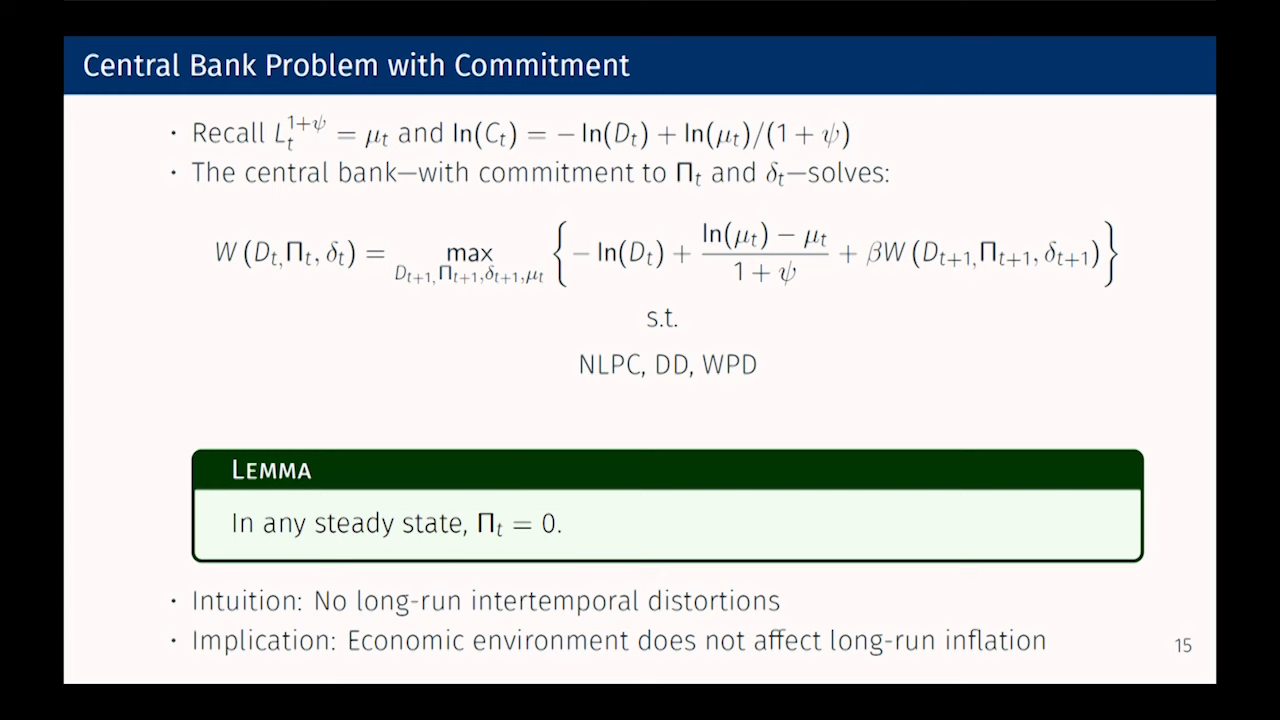 Central Bank Problem with Commitment
· Recall L_t^{1+ψ} = μ_t and ln(C_t) = − ln(D_t) + ln(μ_t)/(1 + ψ)
· The central bank—with commitment to Π_t and δ_t—solves:
W (D_t, Π_t, δ_t) = max_{D_{t+1}, Π_{t+1}, δ_{t+1}, μ_t} { − ln(D_t) + \frac{ln(μ_t) − μ_t}{1 + ψ} + βW (D_{t+1}, Π_{t+1}, δ_{t+1}) }
s.t.
NLPC, DD, WPD
LEMMA
In any steady state, Π_t = 0.
· Intuition: No long-run intertemporal distortions
· Implication: Economic environment does not affect long-run inflation
15